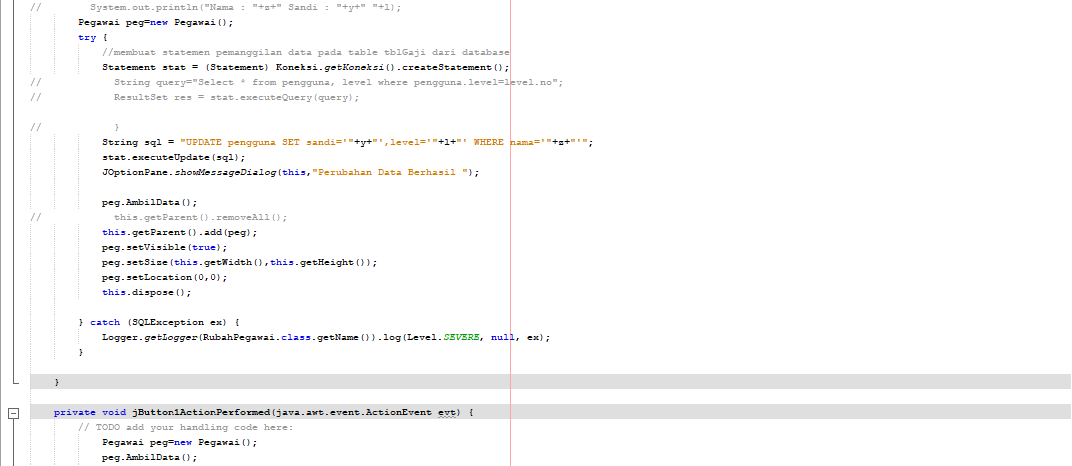 //        System.out.println("Nama : "+z+" Sandi : "+y+" "+l);
        Pegawai peg=new Pegawai();
        try {
            //membuat statemen pemanggilan data pada table tblGaji dari database
            Statement stat = (Statement) Koneksi.getKoneksi().createStatement();
//            String query="Select * from pengguna, level where pengguna.level=level.no";
//            ResultSet res = stat.executeQuery(query);
//            }
            String sql = "UPDATE pengguna SET sandi='"+y+"',level='"+l+"' WHERE nama='"+z+"'";
            stat.executeUpdate(sql);
            JOptionPane.showMessageDialog(this,"Perubahan Data Berhasil ");
            peg.AmbilData();
//            this.getParent().removeAll();
            this.getParent().add(peg);
            peg.setVisible(true);
            peg.setSize(this.getWidth(),this.getHeight());
            peg.setLocation(0,0);
            this.dispose();
        } catch (SQLException ex) {
            Logger.getLogger(RubahPegawai.class.getName()).log(Level.SEVERE, null, ex);
        }
    }
    private void jButton1ActionPerformed(java.awt.event.ActionEvent evt) {
        // TODO add your handling code here:
            Pegawai peg=new Pegawai();
            peg.AmbilData();